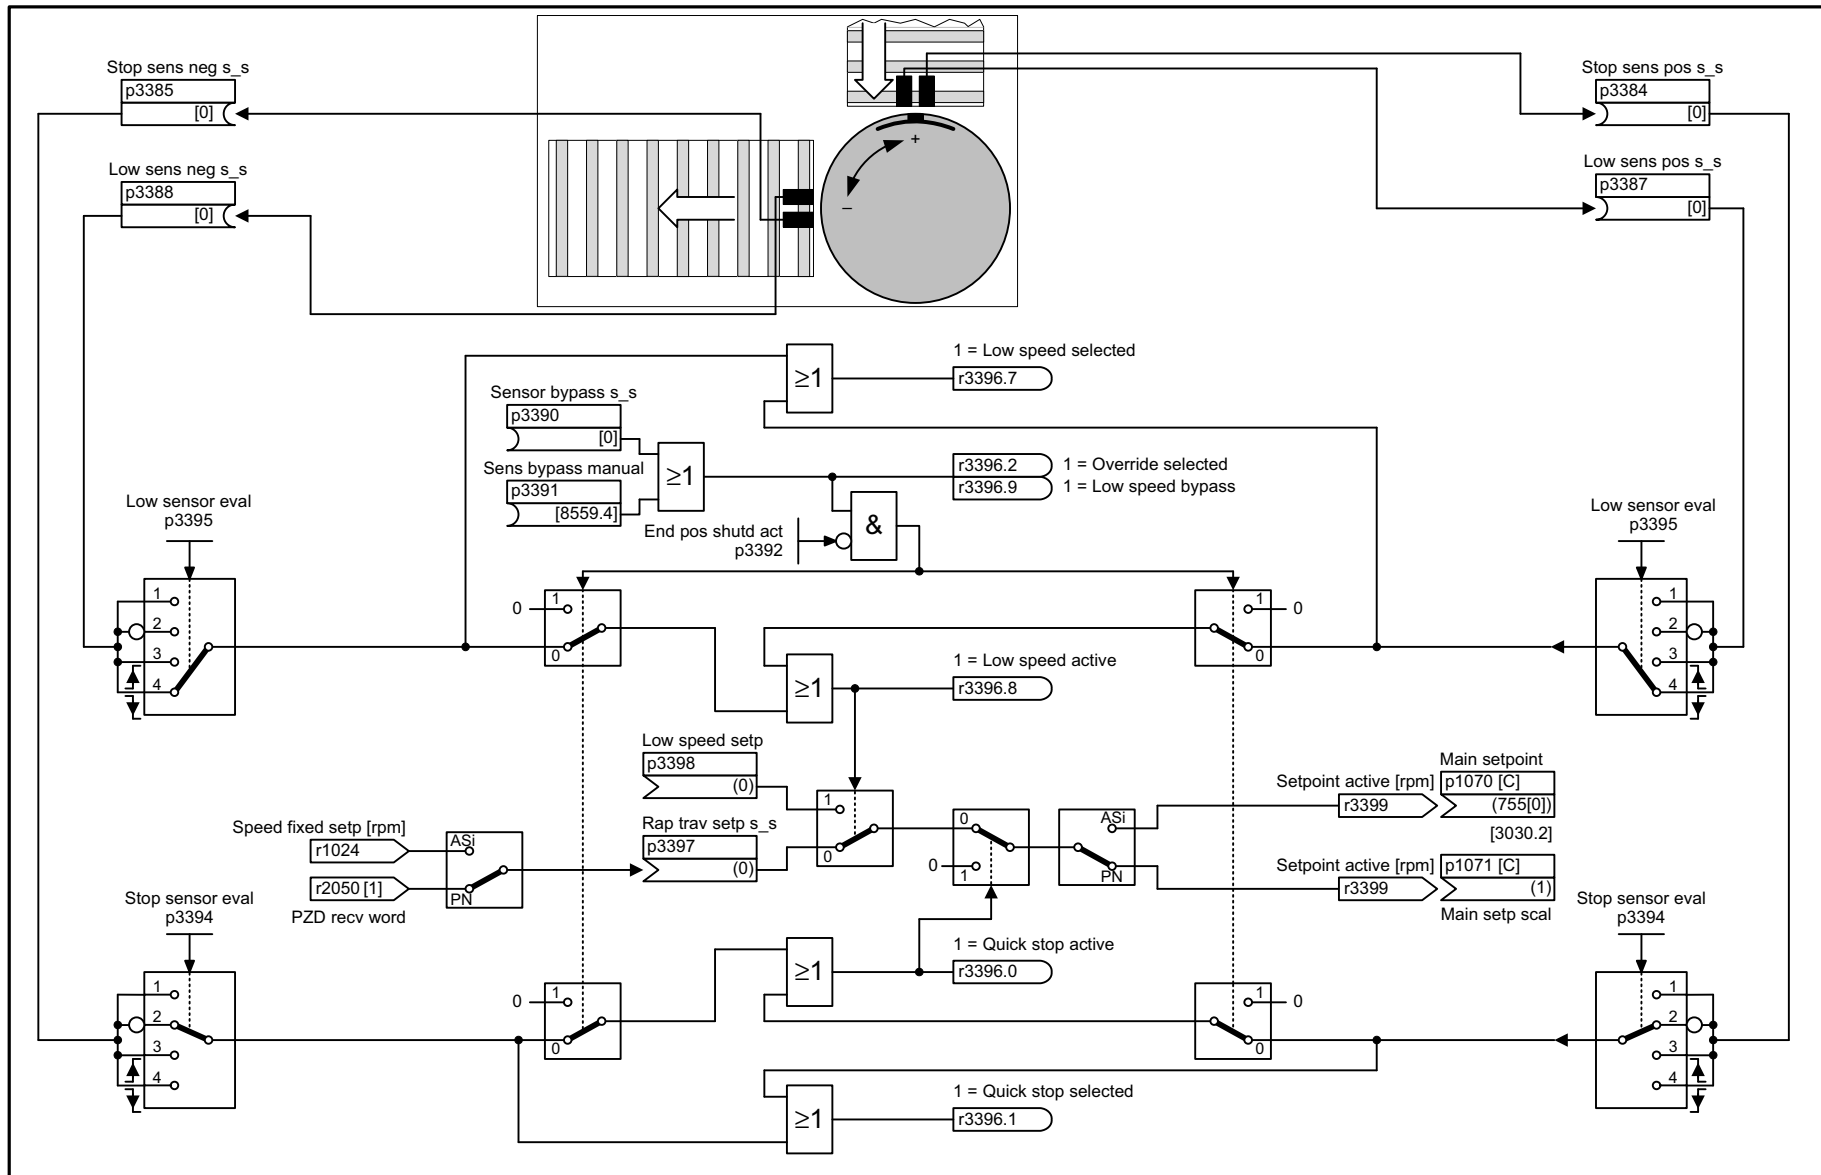 Stop sens neg s_s
p3385
[0]
Low sens neg s_s
p3388
[0]
+
–
Stop sens pos s_s
p3384
[0]
Low sens pos s_s
p3387
[0]
≥1
1 = Low speed selected
r3396.7
Sensor bypass s_s
p3390
[0]
Sens bypass manual
p3391
[8559.4]
≥1
r3396.2
1 = Override selected
r3396.9
1 = Low speed bypass
End pos shutd act
p3392
&
Low sensor eval
p3395
1
2
3
4
0
1
0
1
0
0
Low sensor eval
p3395
1
2
3
4
≥1
1 = Low speed active
r3396.8
Low speed setp
p3398
(0)
Rap trav setp s_s
p3397
(0)
1
0
Speed fixed setp [rpm]
r1024
r2050 [1]
PZD recv word
ASi
PN
0
0
1
ASi
PN
Main setpoint
Setpoint active [rpm]
p1070 [C]
r3399
(755[0])
[3030.2]
Setpoint active [rpm]
p1071 [C]
r3399
(1)
Main setp scal
Stop sensor eval
p3394
1
2
3
4
0
1
0
≥1
1 = Quick stop active
r3396.0
1
0
0
Stop sensor eval
p3394
1
2
3
4
≥1
1 = Quick stop selected
r3396.1